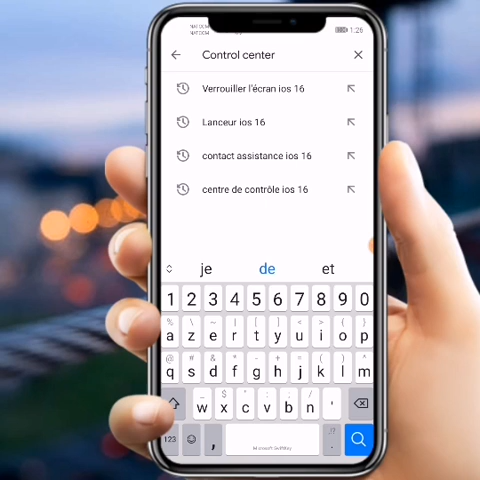 1:26
Control center
Verrouiller l'écran ios 16
Lanceur ios 16
contact assistance ios 16
centre de contrôle ios 16
je de et
1 2 3 4 5 6 7 8 9 0
% \ ~ | [ ] < > { }
a z e r t y u i o p
@ # & * - + = ( )
q s d f g h j k l m
w x c v b n '
123 , .
Microsoft SwiftKey